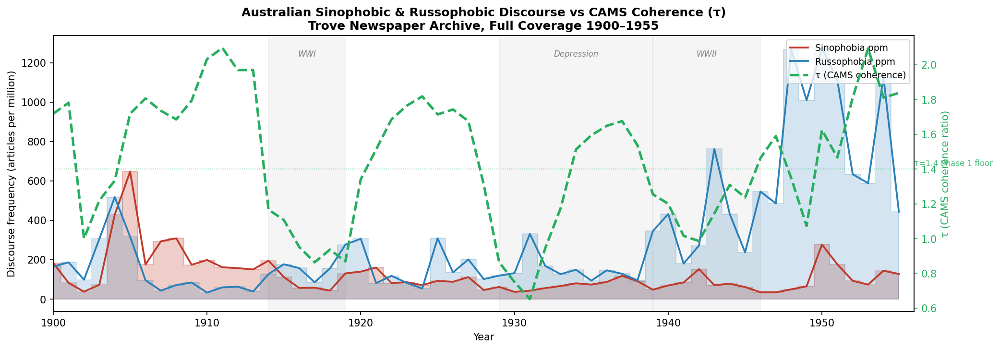 Australian Sinophobic & Russophobic Discourse vs CAMS Coherence (τ)
Trove Newspaper Archive, Full Coverage 1900–1955
WWI
Depression
WWII
Sinophobia ppm
Russophobia ppm
τ (CAMS coherence)
Discourse frequency (articles per million)
1200
1000
800
600
400
200
0
2.0
1.8
1.6
1.4
1.2
1.0
0.8
0.6
τ (CAMS coherence ratio)
τ=1.4 Phase 1 floor
1900
1910
1920
1930
1940
1950
Year